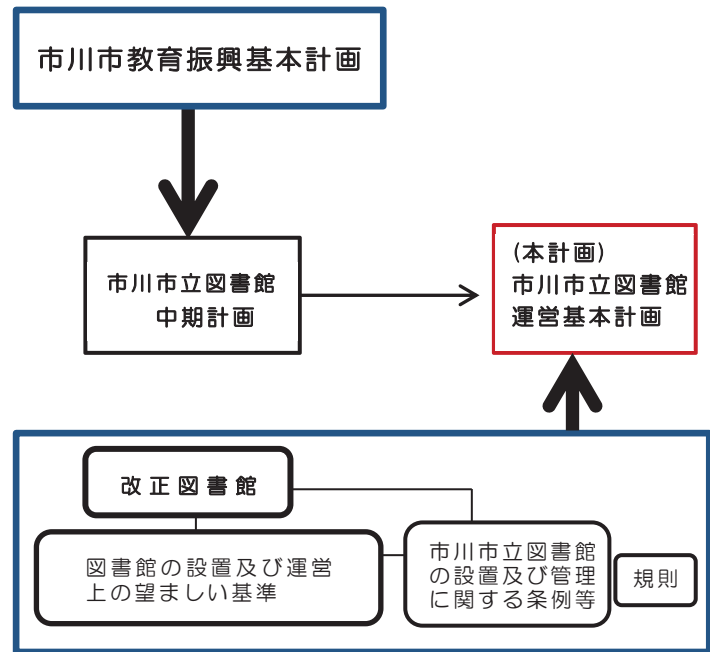 市川市教育振興基本計画
市川市立図書館
中期計画
(本計画)
市川市立図書館
運営基本計画
改正図書館
図書館の設置及び運営
上の望ましい基準
市川市立図書館
の設置及び管理
に関する条例等
規則